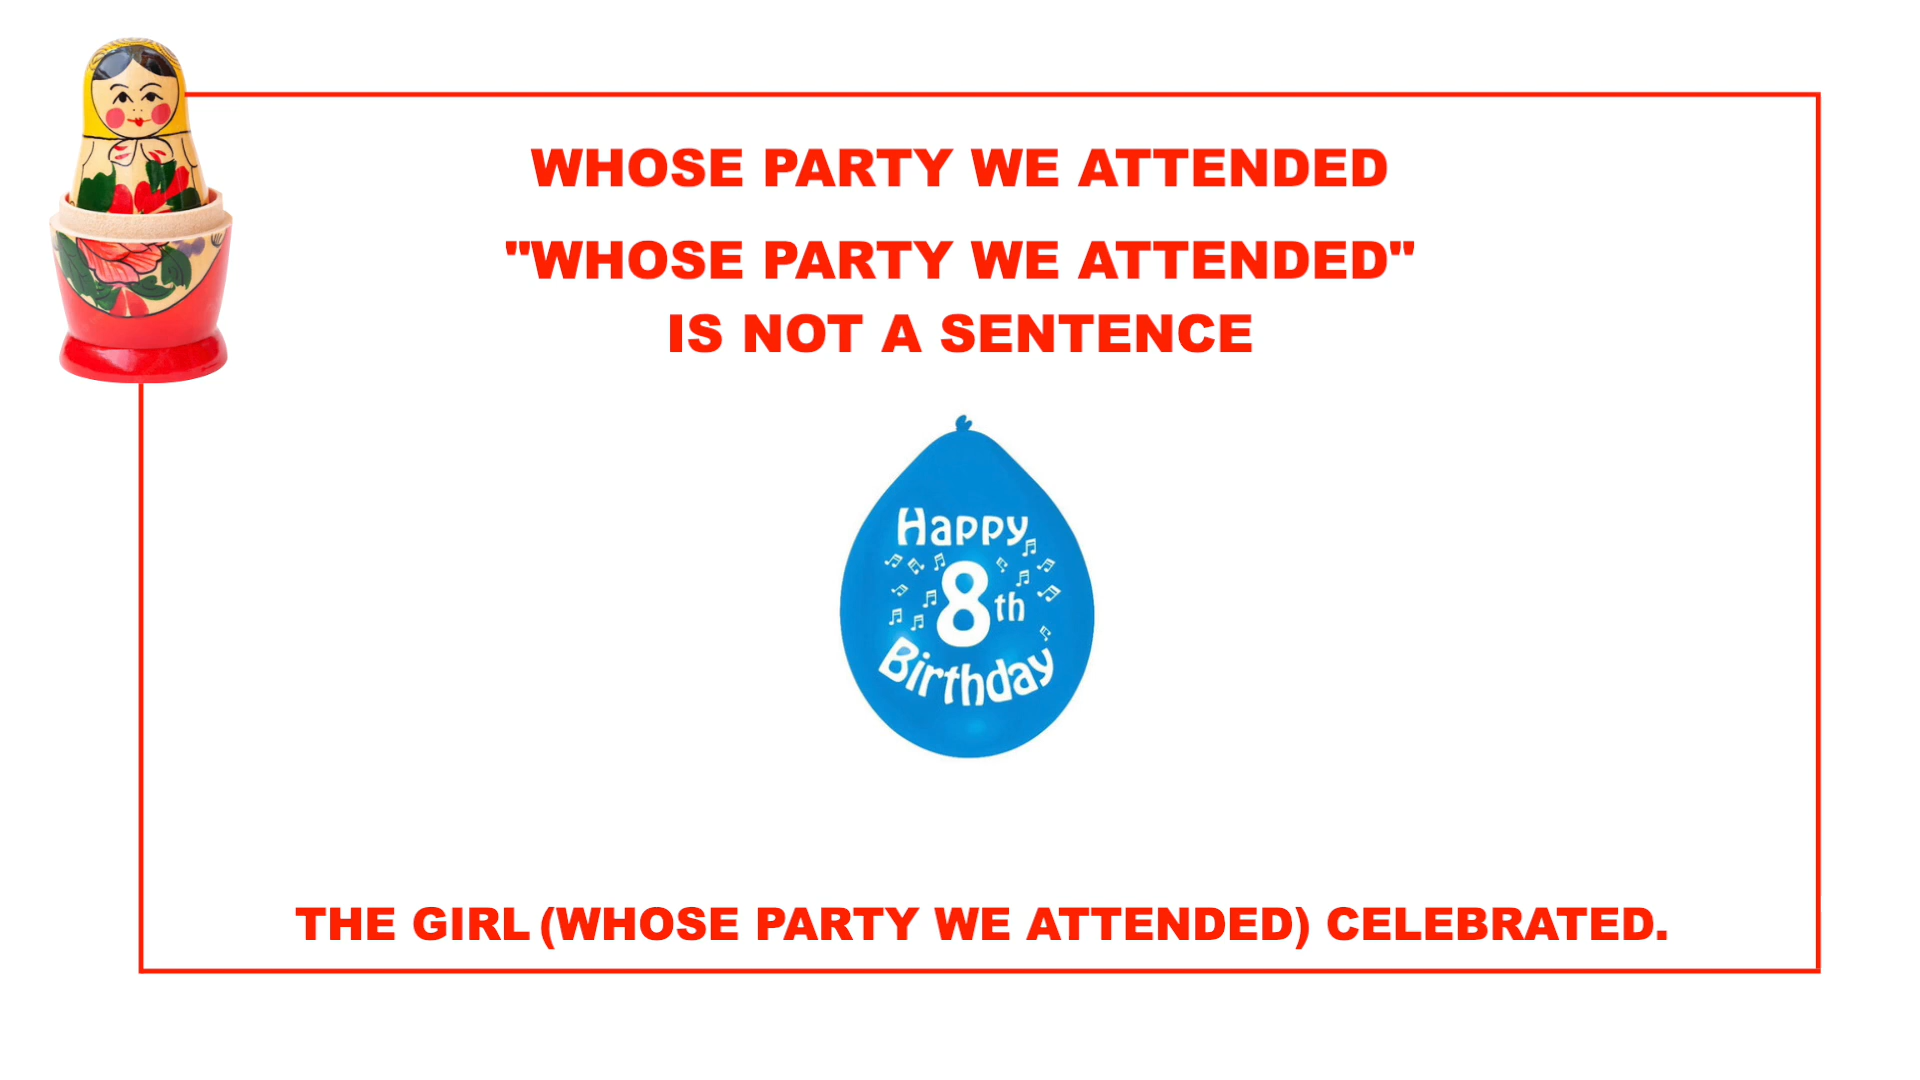 WHOSE PARTY WE ATTENDED
"WHOSE PARTY WE ATTENDED"
IS NOT A SENTENCE
Happy
8th
Birthday
THE GIRL (WHOSE PARTY WE ATTENDED) CELEBRATED.